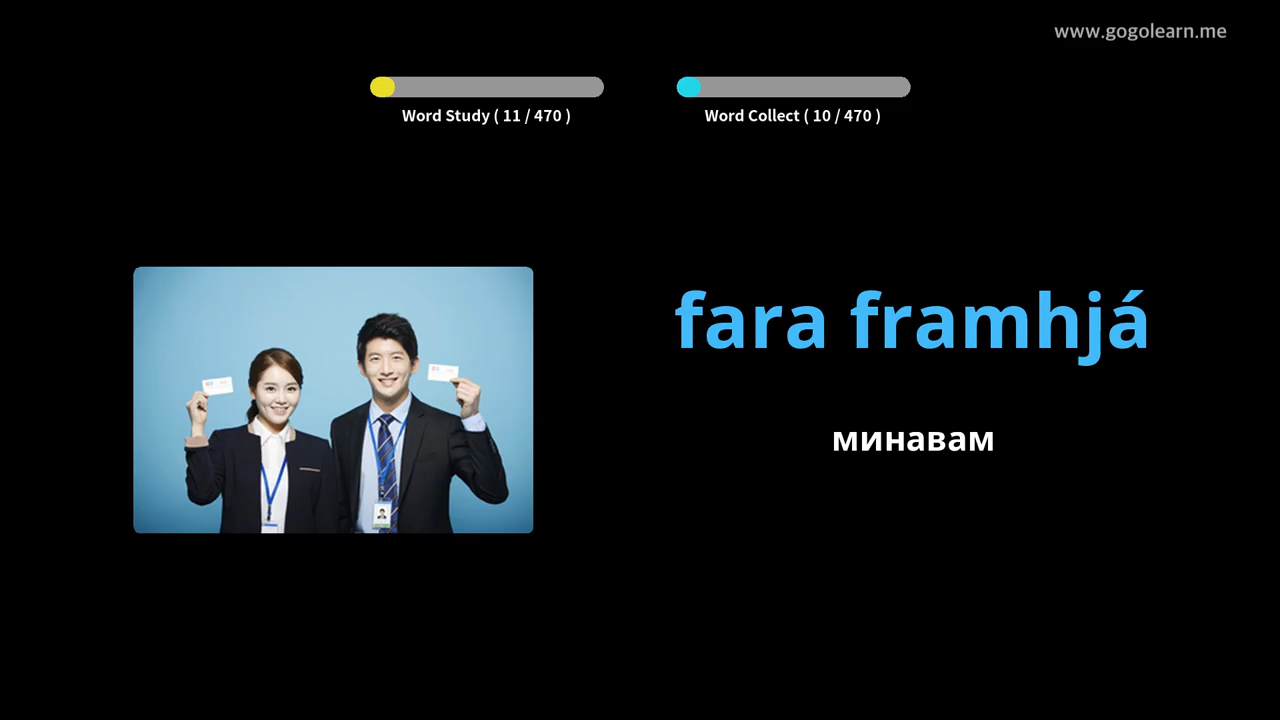 www.gogolearn.me
Word Study ( 11 / 470 )
Word Collect ( 10 / 470 )
fara framhjá
минавам